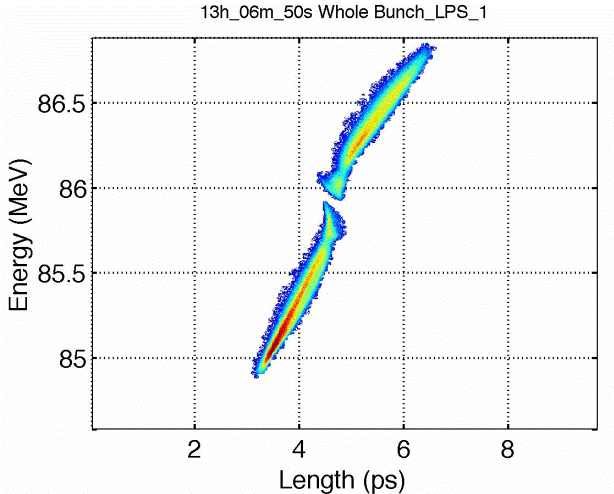 13h_06m_50s Whole Bunch_LPS_1
86.5
86
85.5
85
Energy (MeV)
2 4 6 8
Length (ps)